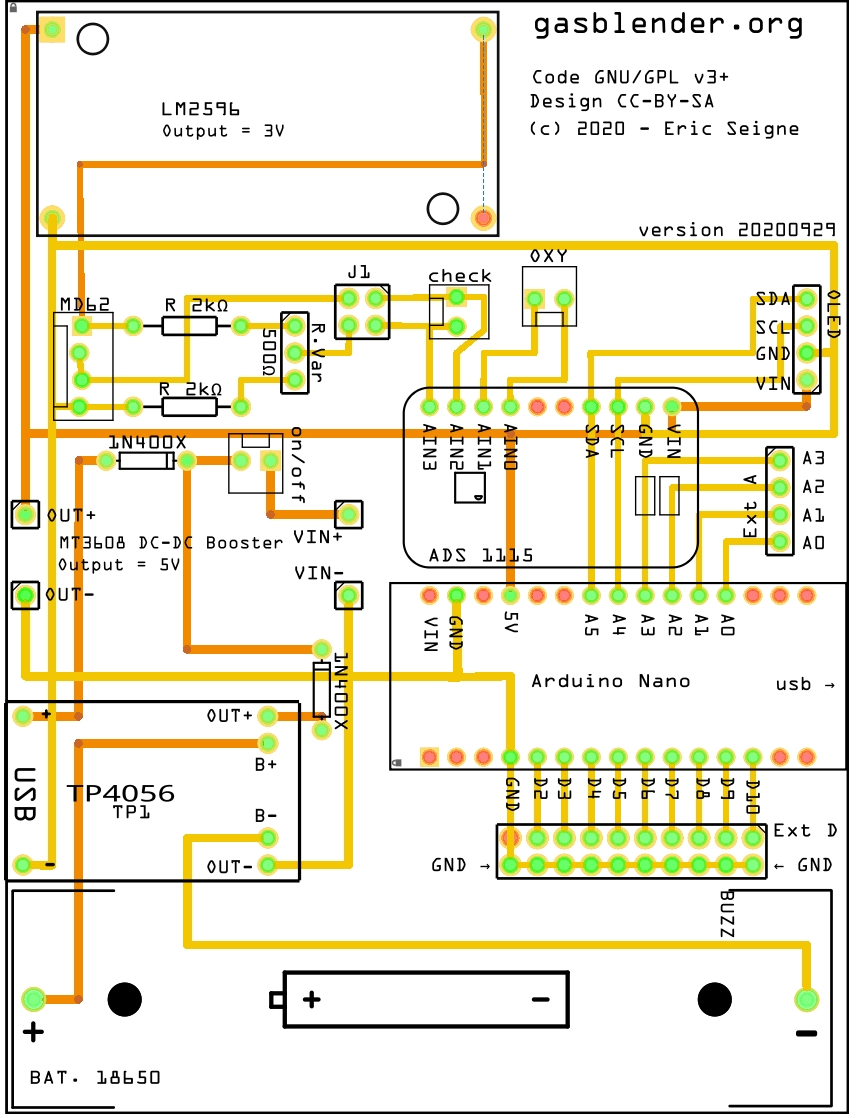 gasblender.org
Code GNU/GPL v3+
Design CC-BY-SA
(c) 2020 - Eric Seigne
LM2596
Output = 3V
version 20200929
OXY
J1
check
MD62
R 2kΩ
R.Var
500Ω
R 2kΩ
SDA
SCL
GND
VIN
OLED
AIN3
AIN2
AIN1
AIN0
SDA
SCL
GND
VIN
1N400X
on/off
A3
A2
A1
A0
Ext A
OUT+
VIN+
MT3608 DC-DC Booster
Output = 5V
ADS 1115
VIN-
OUT-
VIN
GND
5V
A5
A4
A3
A2
A1
A0
1N400X
Arduino Nano
usb →
+
OUT+
B+
USB
TP4056
TP1
B-
-
OUT-
GND
D2
D3
D4
D5
D6
D7
D8
D9
D10
Ext D
GND →
← GND
BUZZ
+
-
+
-
BAT. 18650